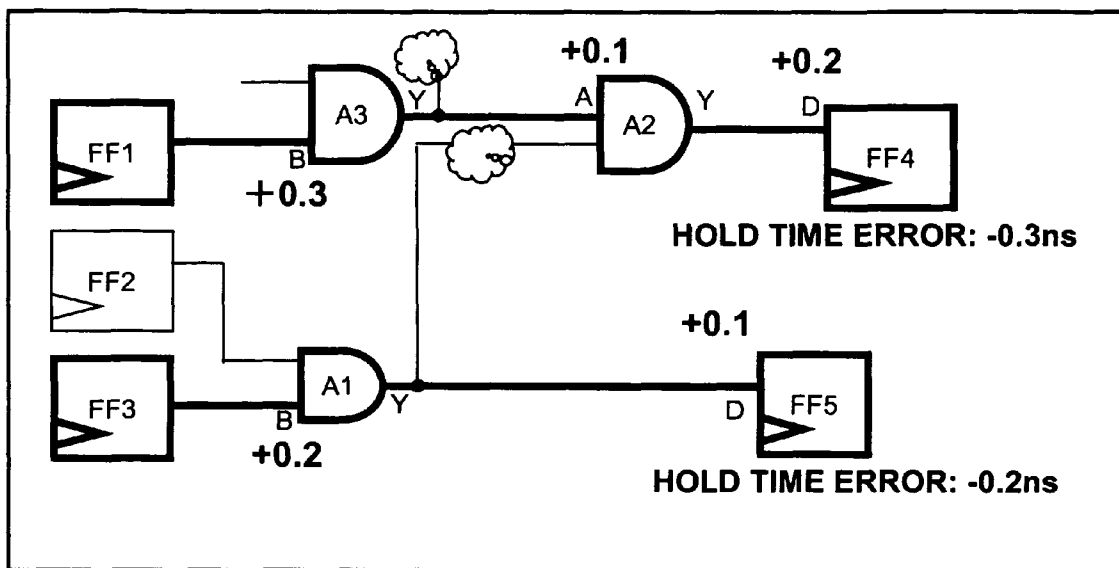 +0.1
+0.2
Y
A
Y
D
A3
A2
FF1
B
FF4
+0.3
HOLD TIME ERROR: -0.3ns
FF2
+0.1
A1
FF3
B
Y
D
FF5
+0.2
HOLD TIME ERROR: -0.2ns